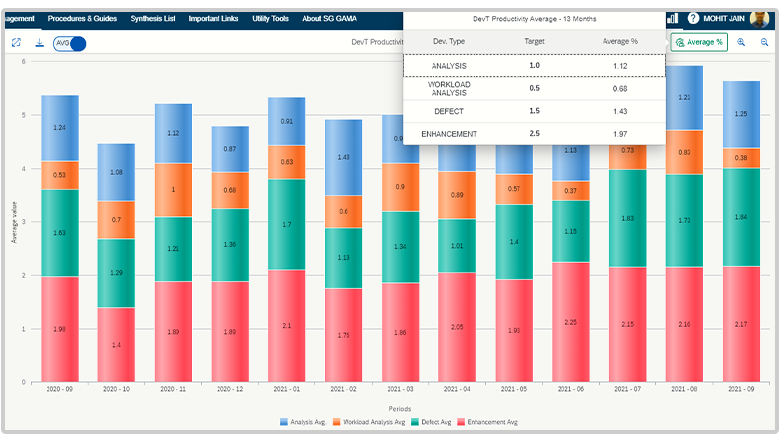 agement Procedures & Guides Synthesis List Important Links Utility Tools About SG GAMA MOHIT JAIN
AVG
DevT Productivity
Average %
DevT Productivity Average - 13 Months
Dev. Type Target Average %
ANALYSIS 1.0 1.12
WORKLOAD
ANALYSIS 0.5 0.68
DEFECT 1.5 1.43
ENHANCEMENT 2.5 1.97
Average value
6
5
4
3
2
1
0
1.24 1.08 1.12 0.87 0.91 1.43 0.9 1.13 1.21 1.25
0.53 0.7 1 0.68 0.63 0.6 0.9 0.89 0.57 0.37 0.73 0.83 0.38
1.63 1.29 1.21 1.36 1.7 1.13 1.34 1.01 1.4 1.15 1.83 1.73 1.84
1.98 1.4 1.89 1.89 2.1 1.75 1.86 2.05 1.93 2.25 2.15 2.16 2.17
2020 - 09 2020 - 10 2020 - 11 2020 - 12 2021 - 01 2021 - 02 2021 - 03 2021 - 04 2021 - 05 2021 - 06 2021 - 07 2021 - 08 2021 - 09
Periods
Analysis Avg Workload Analysis Avg Defect Avg Enhancement Avg